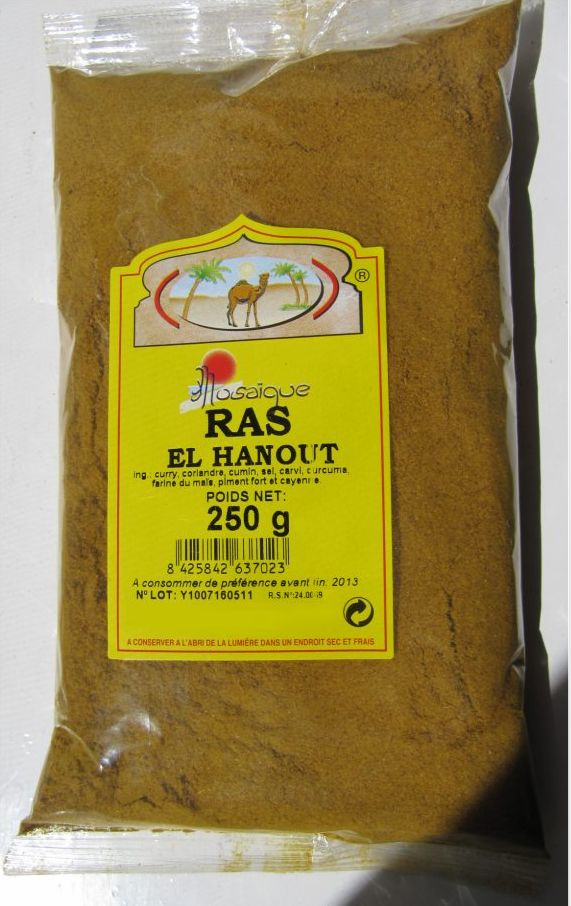 ®
Mosaïque
RAS
EL HANOUT
ing.: curry, coriandre, cumin, sel, carvi, curcuma,
farine du maïs, piment fort et cayenne.
POIDS NET:
250 g
8 425842 637023
A consommer de préférence avant fin. 2013
Nº LOT: Y1007160511 R.S.Nº:
A CONSERVER A L'ABRI DE LA LUMIÈRE DANS UN ENDROIT SEC ET FRAIS